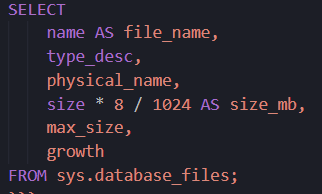 SELECT
    name AS file_name,
    type_desc,
    physical_name,
    size * 8 / 1024 AS size_mb,
    max_size,
    growth
FROM sys.database_files;
```